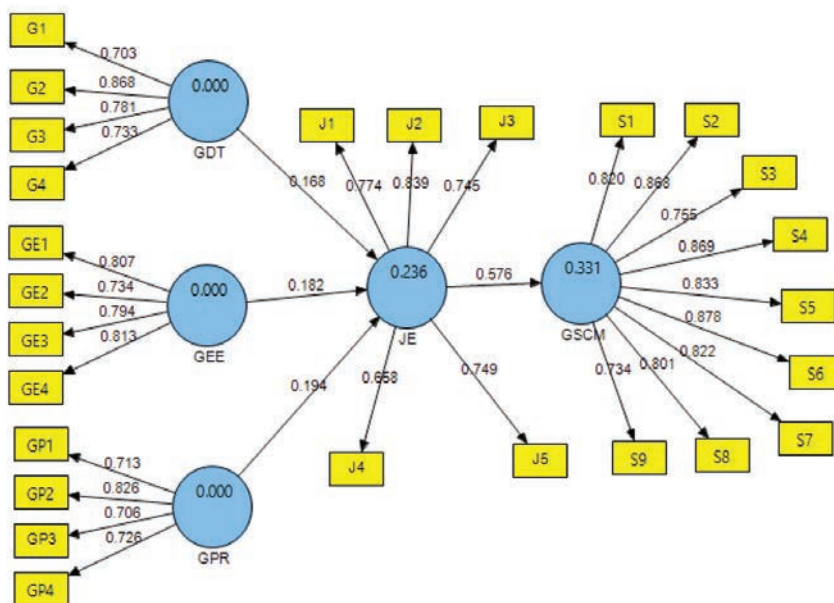 G1
0.703
G2
0.868
G3
0.781
G4
0.733
0.000
GDT
0.168
GE1
0.807
GE2
0.734
GE3
0.794
GE4
0.813
0.000
GEE
0.182
GP1
0.713
GP2
0.826
GP3
0.706
GP4
0.726
0.000
GPR
0.194
J1
0.774
J2
0.839
J3
0.745
0.236
JE
0.658
J4
0.749
J5
0.576
0.331
GSCM
S1
0.820
S2
0.868
S3
0.755
S4
0.869
S5
0.833
S6
0.878
S7
0.822
S8
0.801
S9
0.734